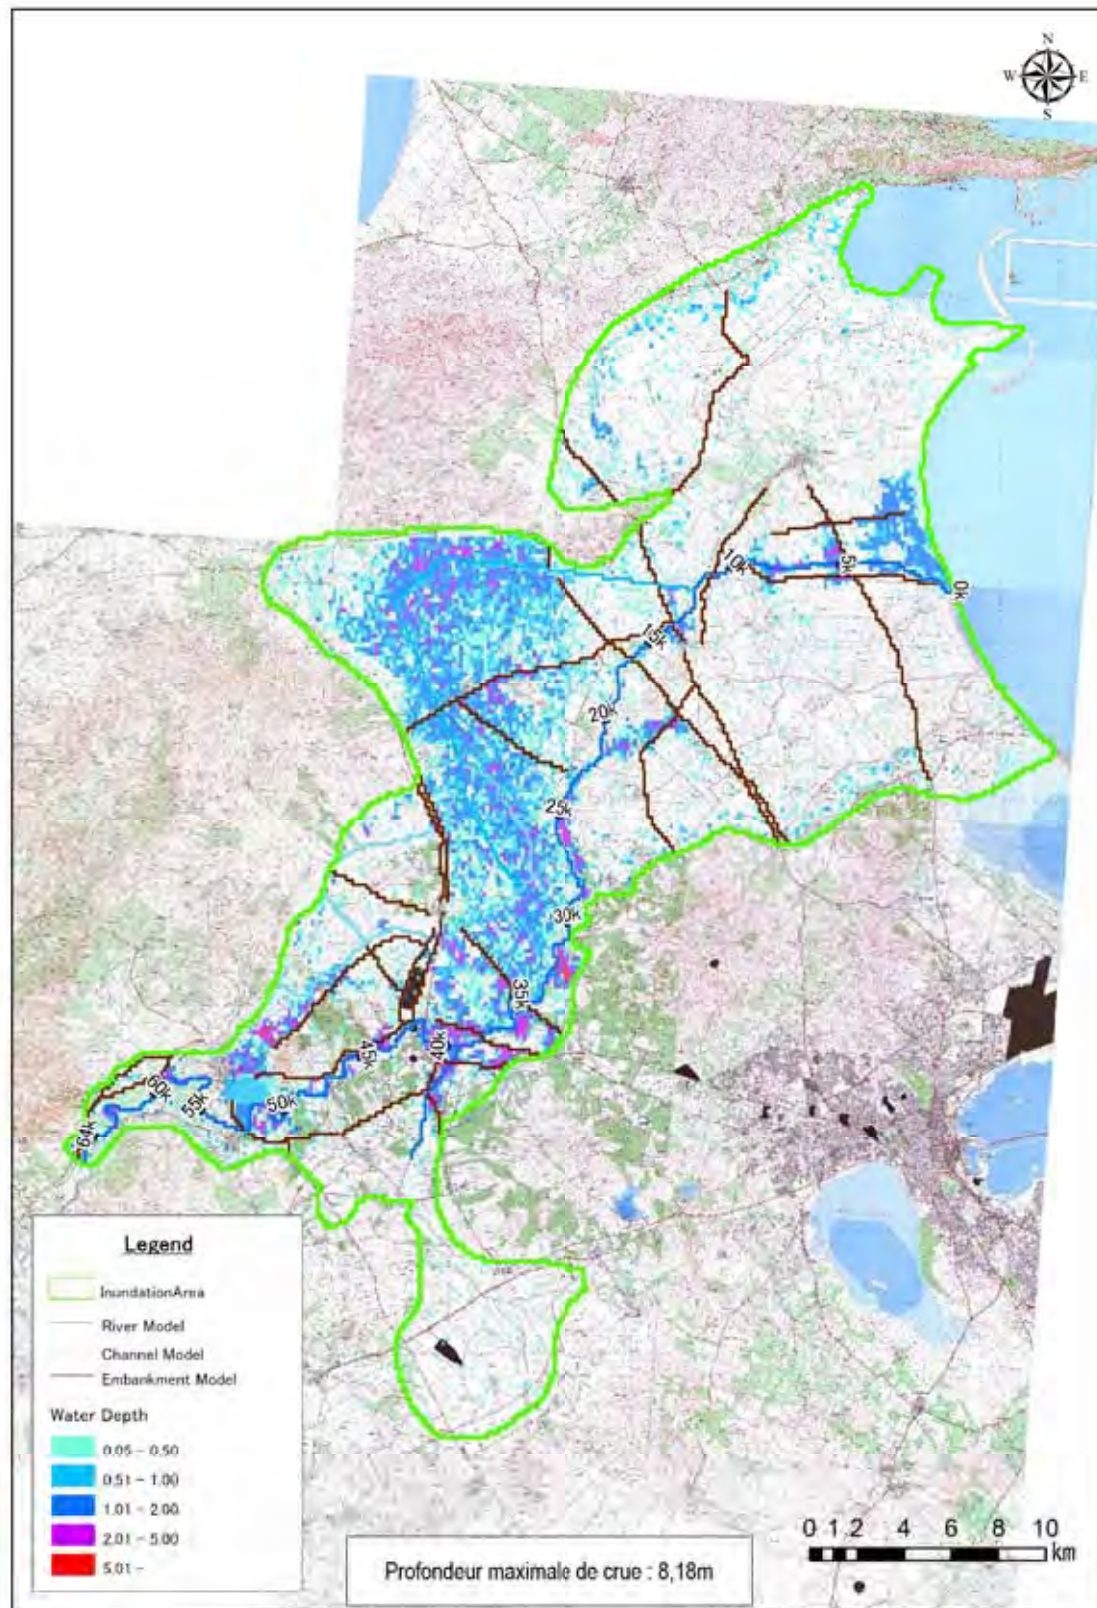 N
W E
S
0k
5k
10k
15k
20k
25k
30k
35k
40k
45k
50k
55k
60k
64k
Legend
InundationArea
River Model
Channel Model
Embankment Model
Water Depth
0.05 - 0.50
0.51 - 1.00
1.01 - 2.00
2.01 - 5.00
5.01 -
Profondeur maximale de crue : 8,18m
0 1 2 4 6 8 10
km